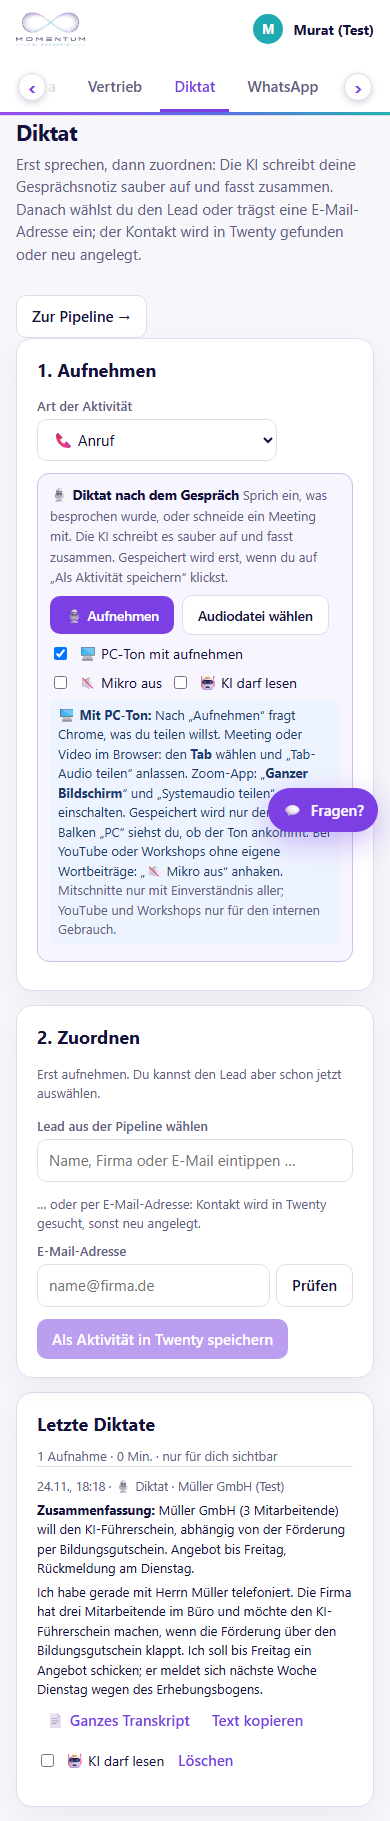 MOMENTUM
M
Murat (Test)
‹
a
Vertrieb
Diktat
WhatsApp
›
Diktat
Erst sprechen, dann zuordnen: Die KI schreibt deine
Gesprächsnotiz sauber auf und fasst zusammen.
Danach wählst du den Lead oder trägst eine E-Mail-
Adresse ein; der Kontakt wird in Twenty gefunden
oder neu angelegt.
Zur Pipeline →
1. Aufnehmen
Art der Aktivität
📞 Anruf
🎙️ Diktat nach dem Gespräch Sprich ein, was
besprochen wurde, oder schneide ein Meeting
mit. Die KI schreibt es sauber auf und fasst
zusammen. Gespeichert wird erst, wenn du auf
„Als Aktivität speichern“ klickst.
🎙️ Aufnehmen
Audiodatei wählen
🖥️ PC-Ton mit aufnehmen
Mikro aus
🤖 KI darf lesen
🖥️ Mit PC-Ton: Nach „Aufnehmen“ fragt
Chrome, was du teilen willst. Meeting oder
Video im Browser: den Tab wählen und „Tab-
Audio teilen“ anlassen. Zoom-App: „Ganzer
Bildschirm“ und „Systemaudio teilen“
einschalten. Gespeichert wird nur der
Balken „PC“ siehst du, ob der Ton ankommt. Bei
YouTube oder Workshops ohne eigene
Wortbeiträge: „ Mikro aus“ anhaken.
Mitschnitte nur mit Einverständnis aller;
YouTube und Workshops nur für den internen
Gebrauch.
💬 Fragen?
2. Zuordnen
Erst aufnehmen. Du kannst den Lead aber schon jetzt
auswählen.
Lead aus der Pipeline wählen
Name, Firma oder E-Mail eintippen …
… oder per E-Mail-Adresse: Kontakt wird in Twenty
gesucht, sonst neu angelegt.
E-Mail-Adresse
name@firma.de
Prüfen
Als Aktivität in Twenty speichern
Letzte Diktate
1 Aufnahme · 0 Min. · nur für dich sichtbar
24.11., 18:18 · 🎙️ Diktat · Müller GmbH (Test)
Zusammenfassung: Müller GmbH (3 Mitarbeitende)
will den KI-Führerschein, abhängig von der Förderung
per Bildungsgutschein. Angebot bis Freitag,
Rückmeldung am Dienstag.
Ich habe gerade mit Herrn Müller telefoniert. Die Firma
hat drei Mitarbeitende im Büro und möchte den KI-
Führerschein machen, wenn die Förderung über den
Bildungsgutschein klappt. Ich soll bis Freitag ein
Angebot schicken; er meldet sich nächste Woche
Dienstag wegen des Erhebungsbogens.
📄 Ganzes Transkript
Text kopieren
🤖 KI darf lesen
Löschen